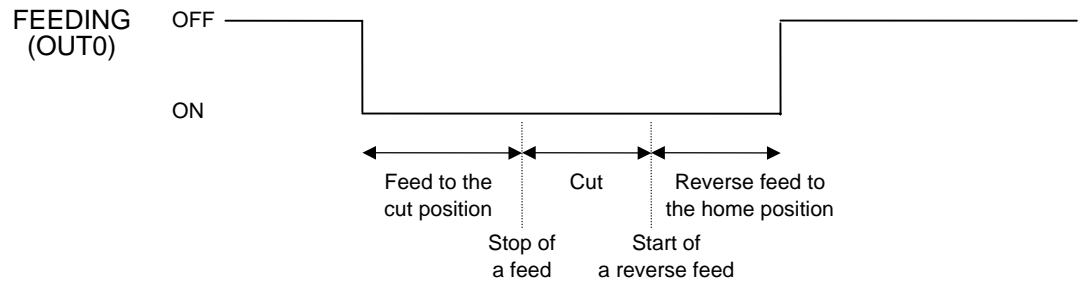 FEEDING
(OUT0)
OFF
ON
Feed to the
cut position
Cut
Reverse feed to
the home position
Stop of
a feed
Start of
a reverse feed